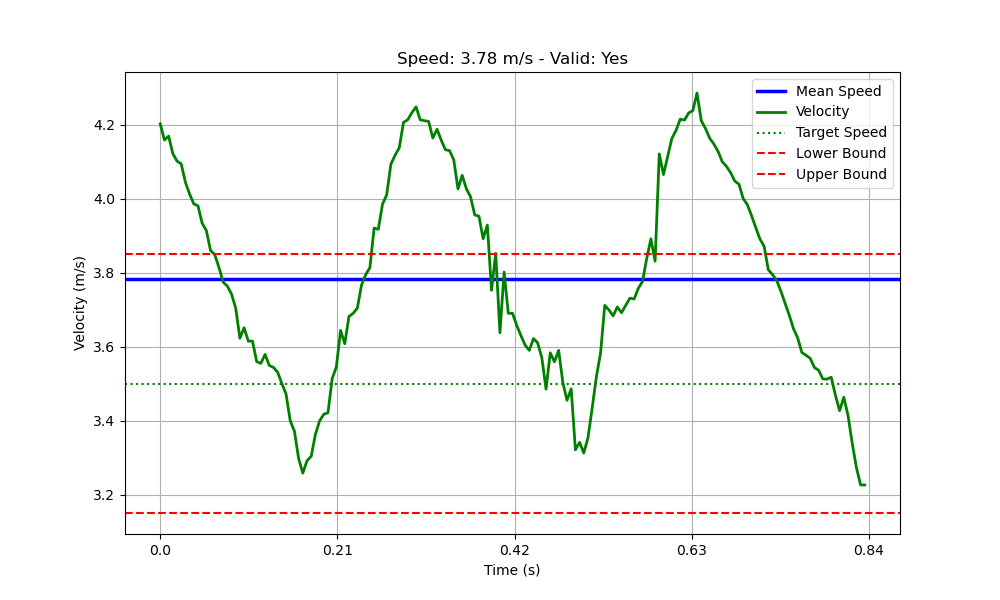 Speed: 3.78 m/s - Valid: Yes
Mean Speed
Velocity
Target Speed
Lower Bound
Upper Bound
4.2
4.0
3.8
3.6
3.4
3.2
Velocity (m/s)
0.0 0.21 0.42 0.63 0.84
Time (s)